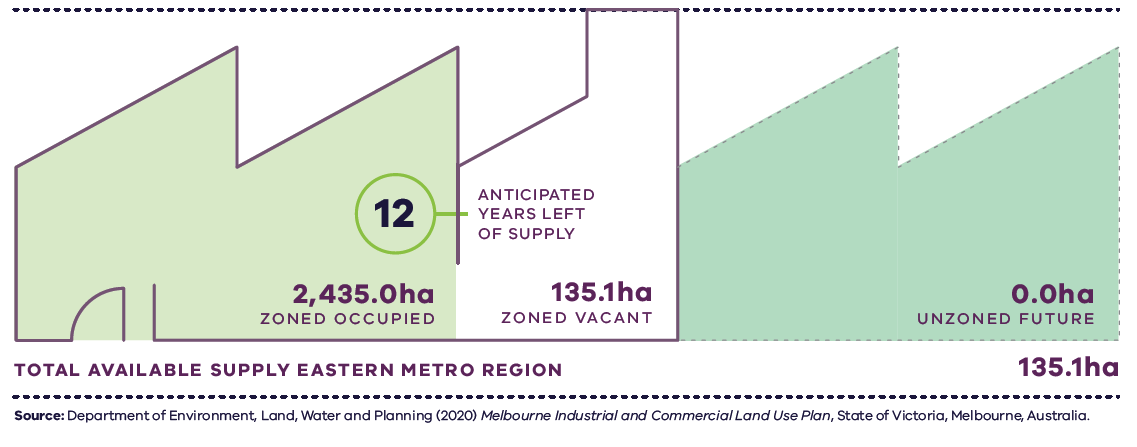 12
ANTICIPATED
YEARS LEFT
OF SUPPLY
2,435.0ha
ZONED OCCUPIED
135.1ha
ZONED VACANT
0.0ha
UNZONED FUTURE
TOTAL AVAILABLE SUPPLY EASTERN METRO REGION 135.1ha
Source: Department of Environment, Land, Water and Planning (2020) Melbourne Industrial and Commercial Land Use Plan, State of Victoria, Melbourne, Australia.